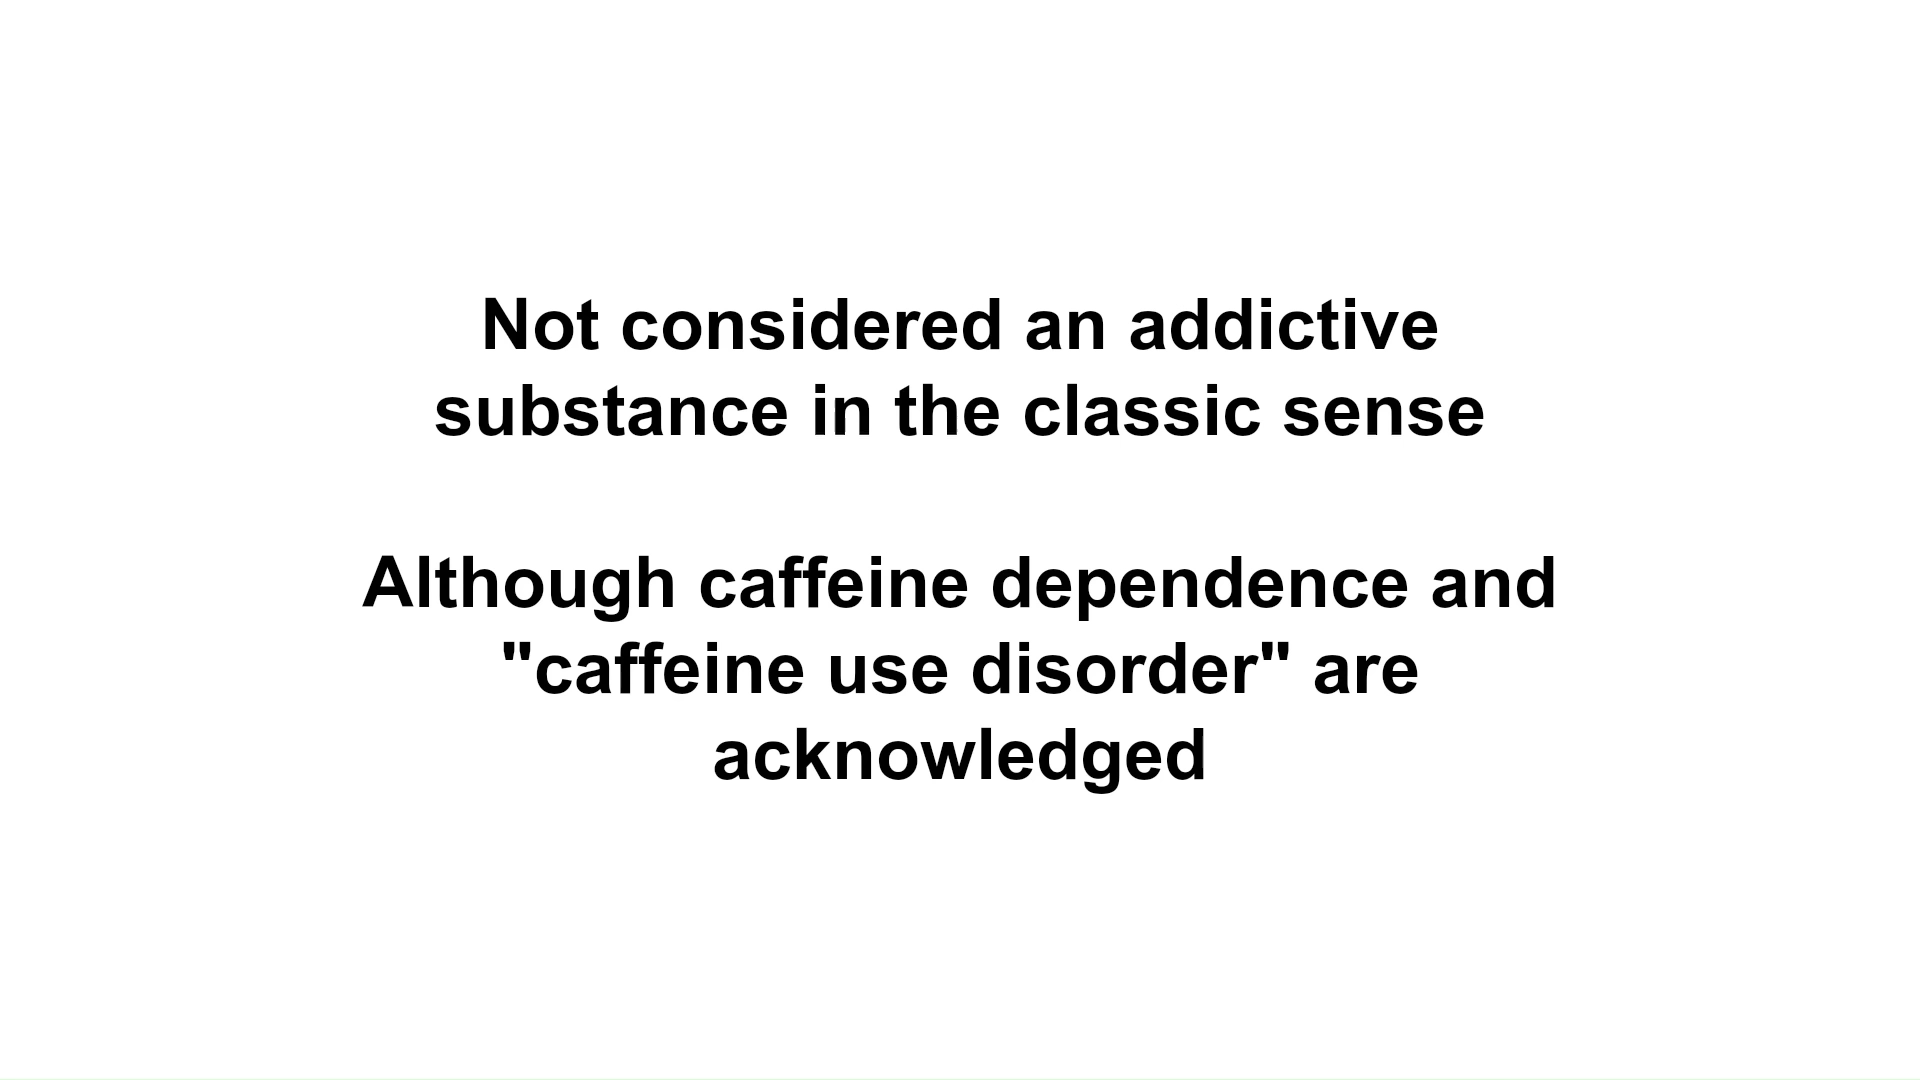 Not considered an addictive
substance in the classic sense
Although caffeine dependence and
"caffeine use disorder" are
acknowledged